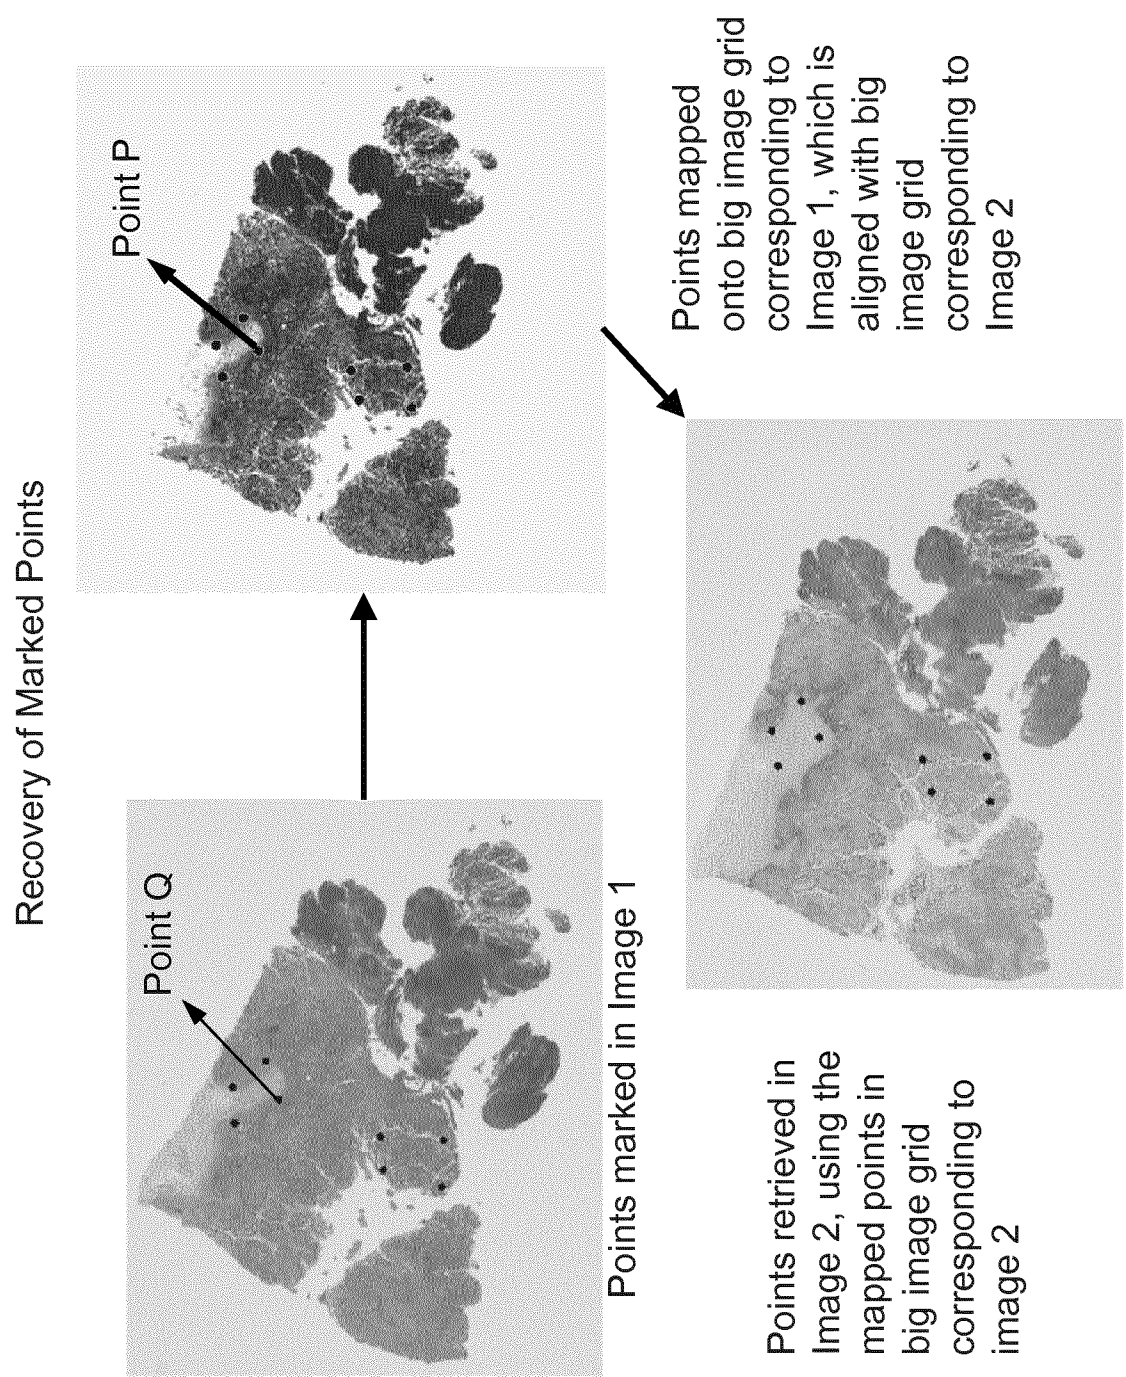 Recovery of Marked Points
Point Q
Points marked in Image 1
Point P
Points mapped
onto big image grid
corresponding to
Image 1, which is
aligned with big
image grid
corresponding to
Image 2
Points retrieved in
Image 2, using the
mapped points in
big image grid
corresponding to
image 2